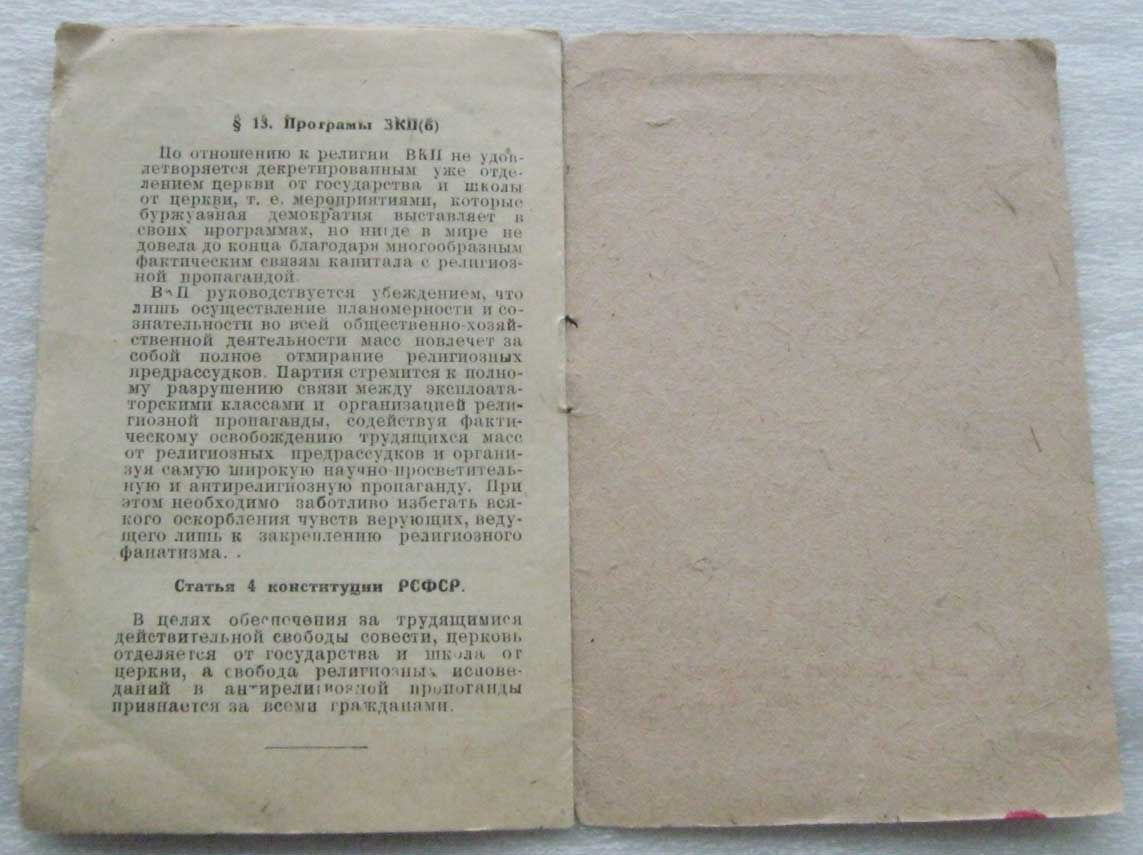 § 13. Програмы ЗКП(б)
По отношению к религии ВКП не удов-
летворяется декретированным уже отде-
лением церкви от государства и школы
от церкви, т. е. мероприятиями, которые
буржуазная демократия выставляет в
своих программах, но нигде в мире не
довела до конца благодаря многообразным
фактическим связям капитала с религиоз-
ной пропагандой.
ВКП руководствуется убеждением, что
лишь осуществление планомерности и со-
знательности во всей общественно-хозяй-
ственной деятельности масс повлечет за
собой полное отмирание религиозных
предрассудков. Партия стремится к полно-
му разрушению связи между эксплоата-
торскими классами и организацией рели-
гиозной пропаганды, содействуя факти-
ческому освобождению трудящихся масс
от религиозных предрассудков и органи-
зуя самую широкую научно-просветитель-
ную и антирелигиозную пропаганду. При
этом необходимо заботливо избегать вся-
кого оскорбления чувств верующих, веду-
щего лишь к закреплению религиозного
фанатизма. .
Статья 4 конституции РСФСР.
В целях обеспечения за трудящимися
действительной свободы совести, церковь
отделяется от государства и школа от
церкви, а свобода религиозных испове-
даний в антирелигиозной пропоганды
признается за всеми гражданами.